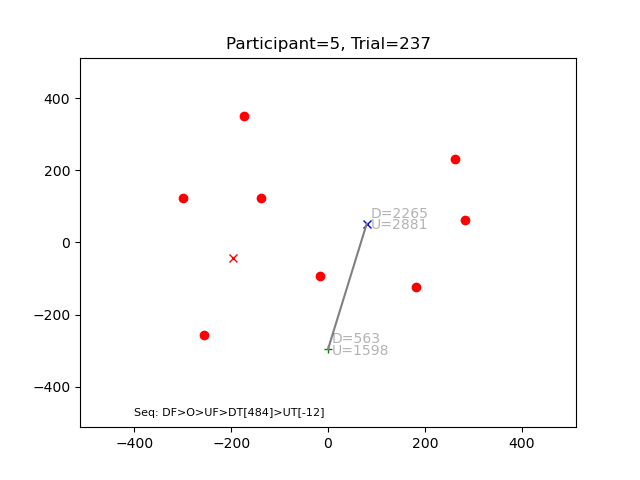 Participant=5, Trial=237
400
200
0
−200
−400
D=2265
U=2881
D=563
U=1598
Seq: DF>O>UF>DT[484]>UT[-12]
−400
−200
0
200
400